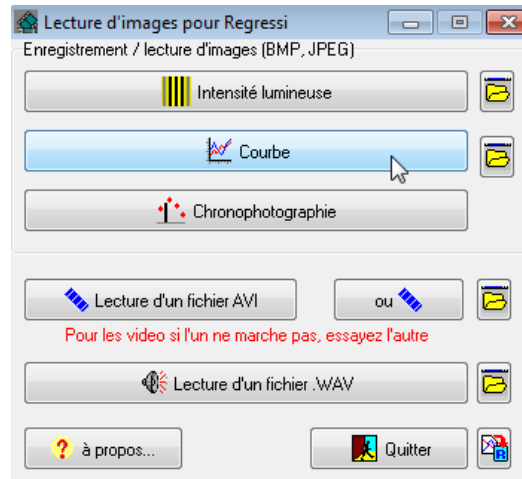 Lecture d'images pour Regressi
Enregistrement / lecture d'images (BMP, JPEG)
Intensité lumineuse
Courbe
Chronophotographie
Lecture d'un fichier AVI
ou
Pour les video si l'un ne marche pas, essayez l'autre
Lecture d'un fichier .WAV
à propos...
Quitter
R